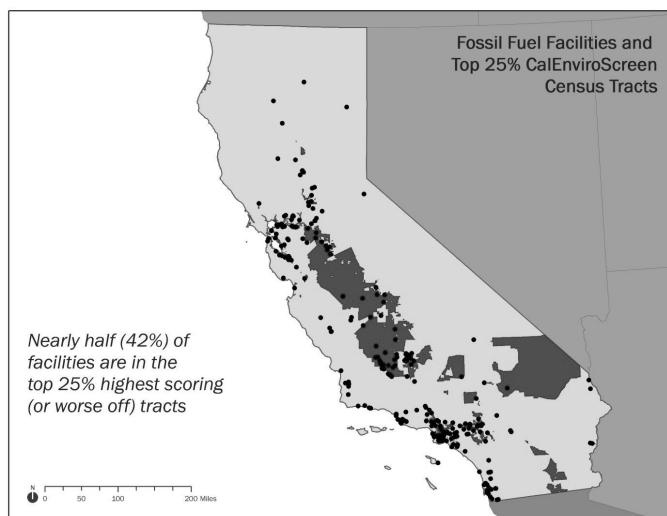 Fossil Fuel Facilities and
Top 25% CalEnviroScreen
Census Tracts
Nearly half (42%) of
facilities are in the
top 25% highest scoring
(or worse off) tracts
N
0 50 100 200 Miles